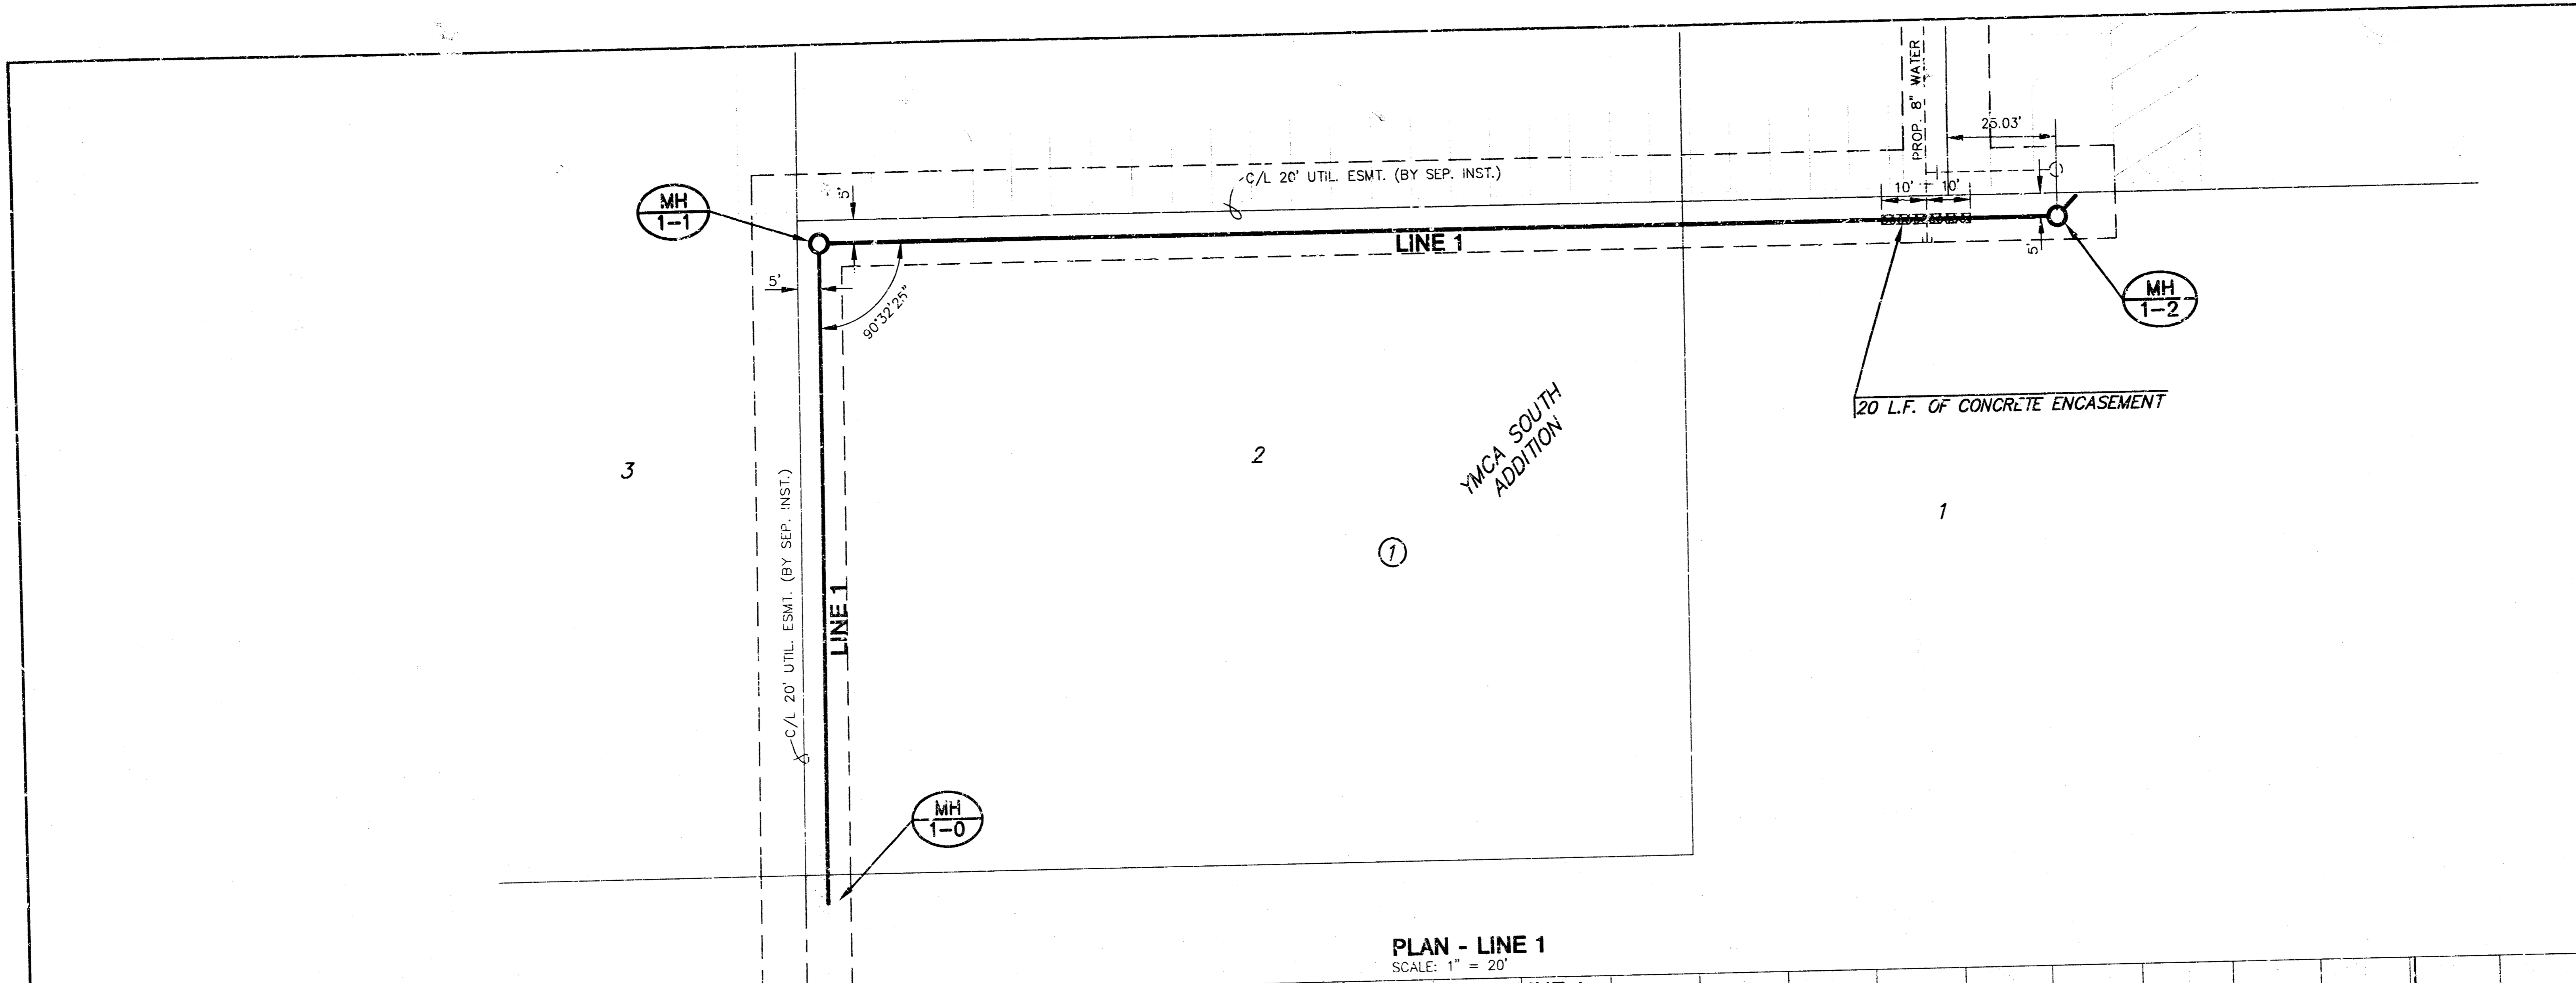 PROP. 8" WATER
25.03'
C/L 20' UTIL. ESMT. (BY SEP. INST.)
10'
10'
MH
1-1
5'
LINE 1
5'
MH
1-2
5'
90°32'25"
20 L.F. OF CONCRETE ENCASEMENT
YMCA SOUTH
ADDITION
3
2
1
1
C/L 20' UTIL. ESMT. (BY SEP. INST.)
LINE 1
MH
1-0
PLAN - LINE 1
SCALE: 1" = 20'